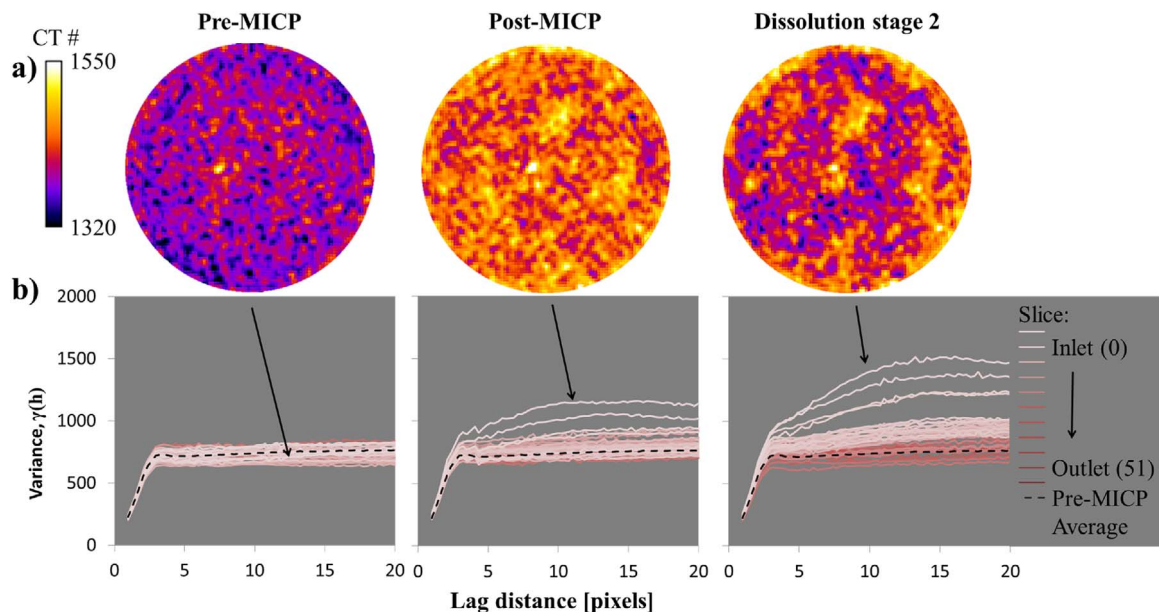 Pre-MICP
Post-MICP
Dissolution stage 2
CT #
a)
1550
1320
b)
Variance, γ(h)
2000
1500
1000
500
0
0 5 10 15 20
0 5 10 15 20
0 5 10 15 20
Slice:
Inlet (0)
Outlet (51)
Pre-MICP
Average
Lag distance [pixels]